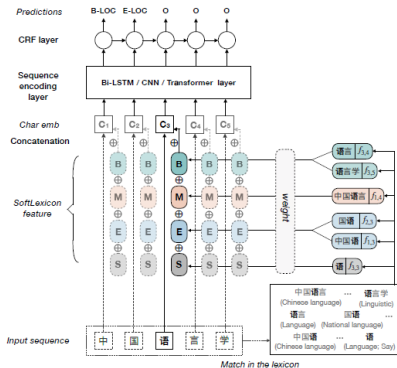 Predictions
B-LOC E-LOC O O O
CRF layer
Sequence encoding layer
Bi-LSTM / CNN / Transformer layer
Char emb
C1 C2 C3 C4 C5
Concatenation
⊕ ⊕ ⊕ ⊕ ⊕
SoftLexicon feature
B B B B B
⊕ ⊕ ⊕ ⊕ ⊕
M M M M M
⊕ ⊕ ⊕ ⊕ ⊕
E E E E E
⊕ ⊕ ⊕ ⊕ ⊕
S S S S S
weight
语言 f3,4
语言学 f3,5
中国语言 f1,4
国语 f2,3
中国语 f1,3
语 f3,3
Input sequence
中 国 语 言 学
中国语言 ... 语言学
(Chinese language) (Linguistic)
语言 国语 ...
(Language) (National language)
中国语 ... 语
(Chinese language) (Language; Say)
Match in the lexicon